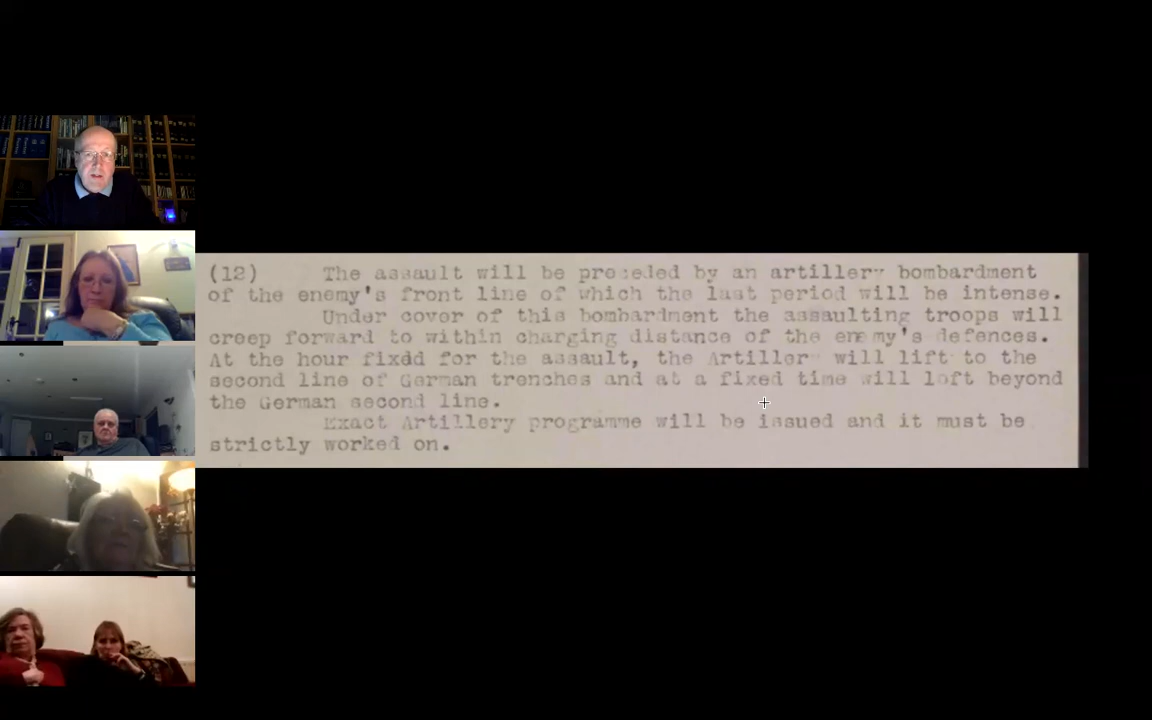 (12) The assault will be preceded by an artillery bombardment
of the enemy's front line of which the last period will be intense.
Under cover of this bombardment the assaulting troops will
creep forward to within charging distance of the enemy's defences.
At the hour fixed for the assault, the Artillery will lift to the
second line of German trenches and at a fixed time will loft beyond
the German second line.
Exact Artillery programme will be issued and it must be
strictly worked on.